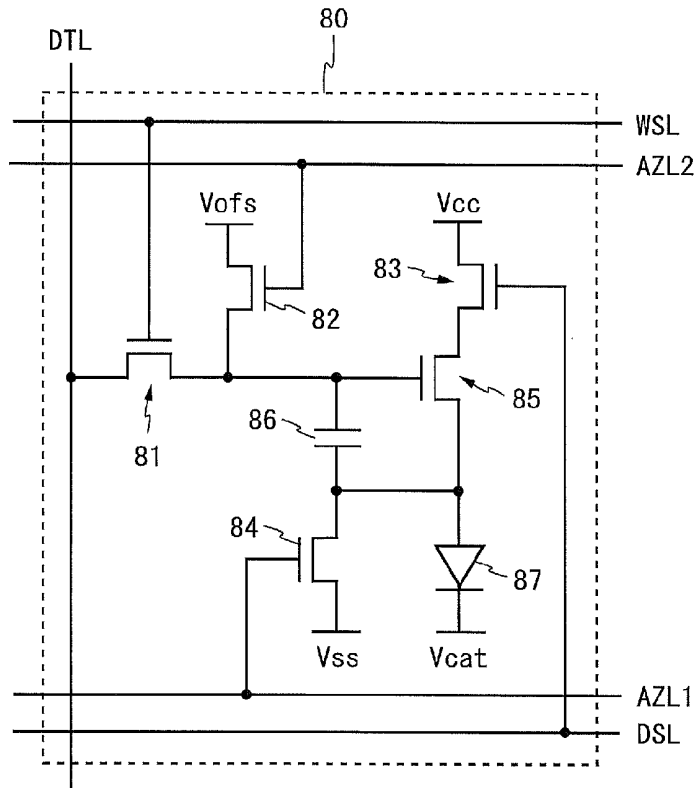 80
DTL
WSL
AZL2
Vofs
Vcc
83
82
85
86
81
84
87
Vss
Vcat
AZL1
DSL